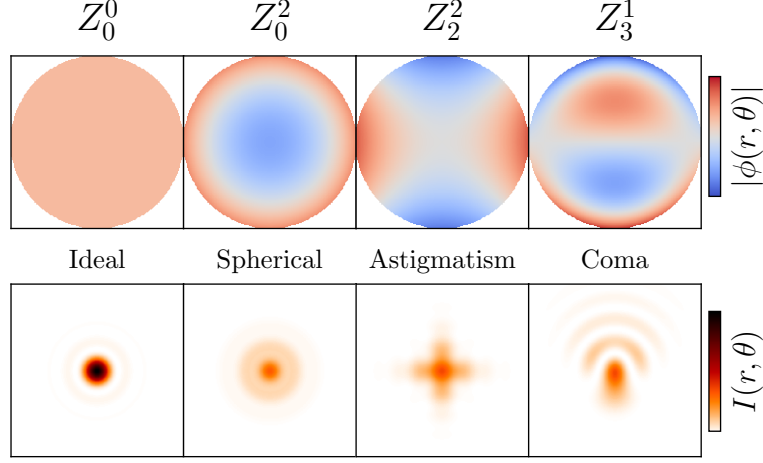 Z_0^0 Z_0^2 Z_2^2 Z_3^1
|ϕ(r, θ)|
Ideal Spherical Astigmatism Coma
I(r, θ)